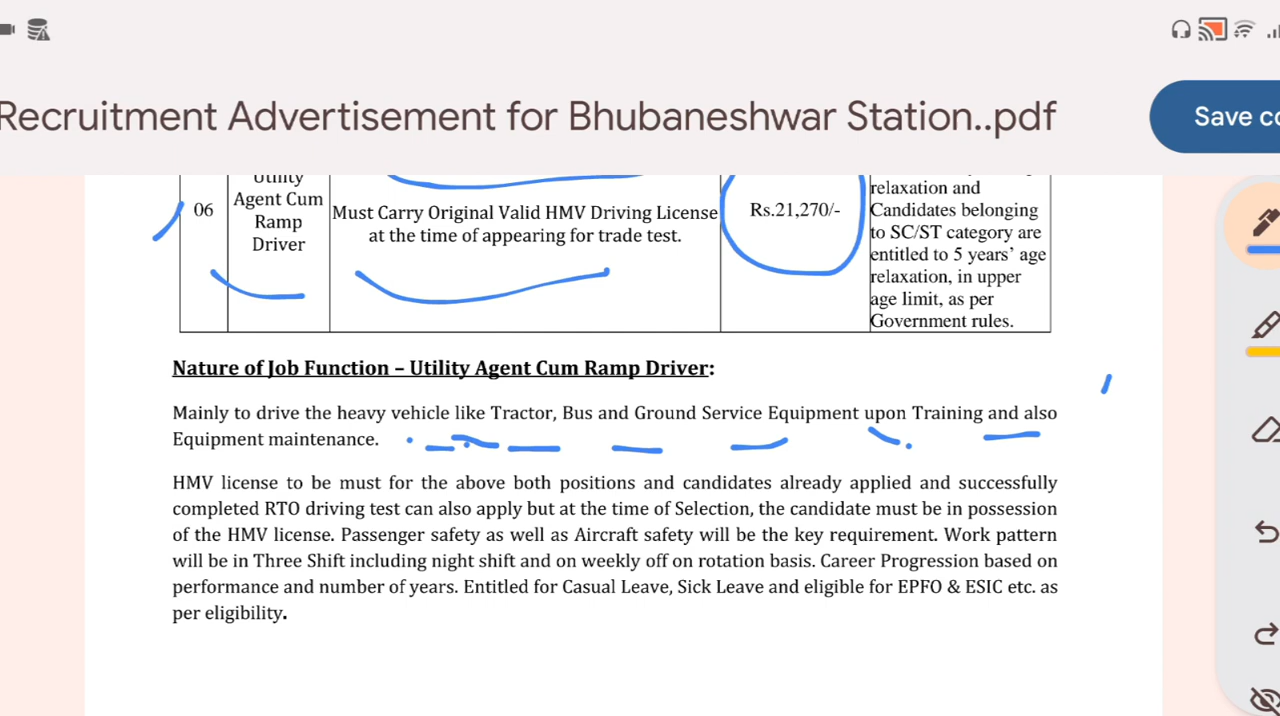 Recruitment Advertisement for Bhubaneshwar Station..pdf
Save
06
Utility
Agent Cum
Ramp
Driver
Must Carry Original Valid HMV Driving License
at the time of appearing for trade test.
Rs.21,270/-
relaxation and
Candidates belonging
to SC/ST category are
entitled to 5 years’ age
relaxation, in upper
age limit, as per
Government rules.
Nature of Job Function – Utility Agent Cum Ramp Driver:
Mainly to drive the heavy vehicle like Tractor, Bus and Ground Service Equipment upon Training and also
Equipment maintenance.
HMV license to be must for the above both positions and candidates already applied and successfully
completed RTO driving test can also apply but at the time of Selection, the candidate must be in possession
of the HMV license. Passenger safety as well as Aircraft safety will be the key requirement. Work pattern
will be in Three Shift including night shift and on weekly off on rotation basis. Career Progression based on
performance and number of years. Entitled for Casual Leave, Sick Leave and eligible for EPFO & ESIC etc. as
per eligibility.